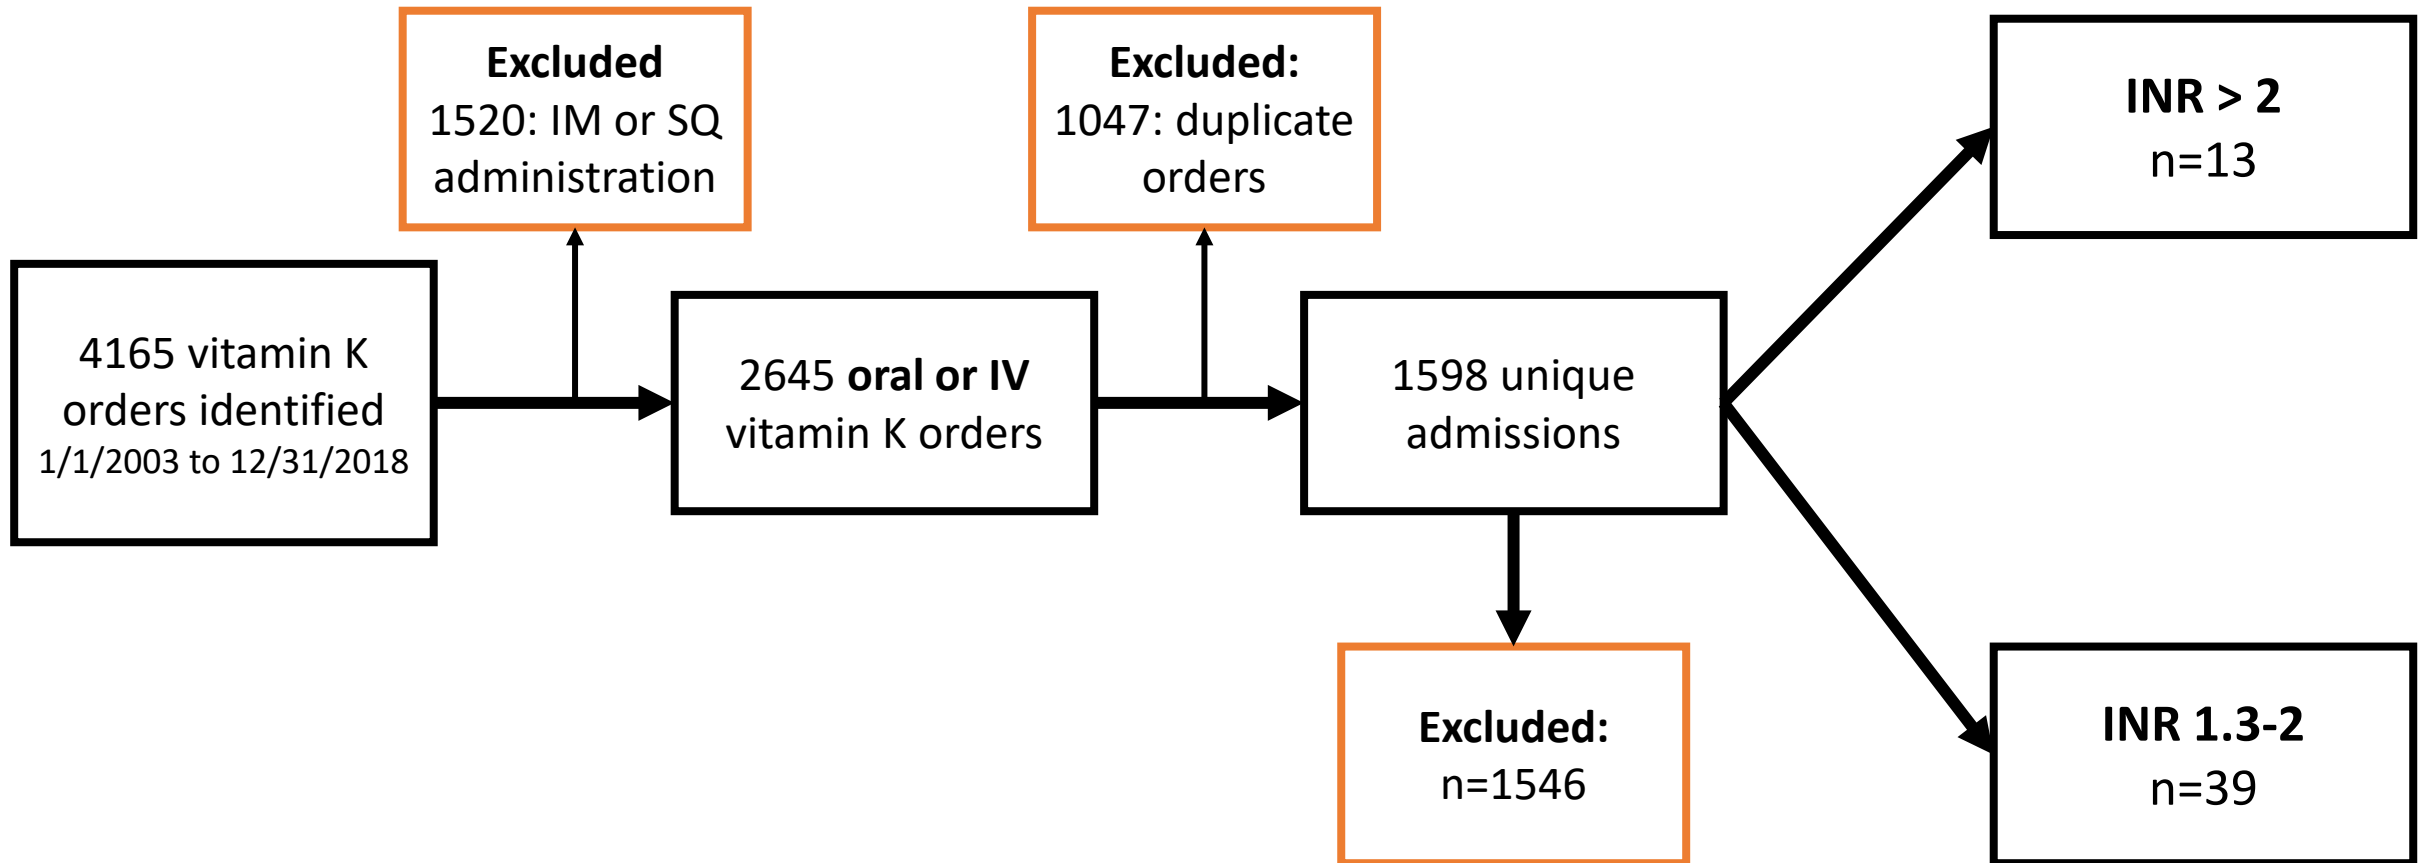 Excluded
1520: IM or SQ
administration
Excluded:
1047: duplicate
orders
INR > 2
n=13
4165 vitamin K
orders identified
1/1/2003 to 12/31/2018
2645 oral or IV
vitamin K orders
1598 unique
admissions
Excluded:
n=1546
INR 1.3-2
n=39